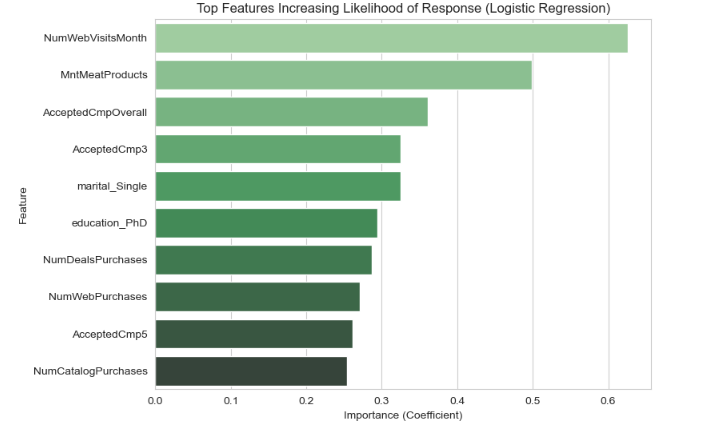 Top Features Increasing Likelihood of Response (Logistic Regression)
NumWebVisitsMonth
MntMeatProducts
AcceptedCmpOverall
AcceptedCmp3
marital_Single
education_PhD
NumDealsPurchases
NumWebPurchases
AcceptedCmp5
NumCatalogPurchases
Feature
0.0 0.1 0.2 0.3 0.4 0.5 0.6
Importance (Coefficient)